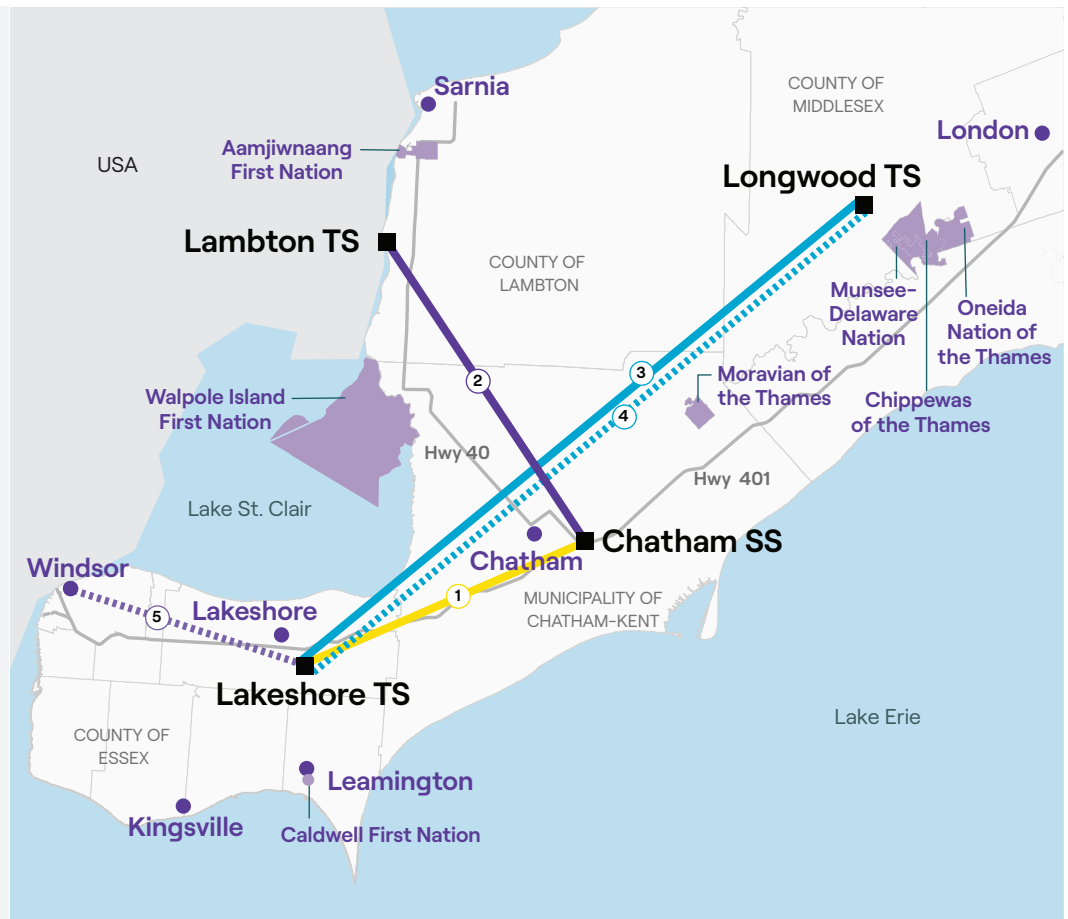 Sarnia
COUNTY OF
MIDDLESEX
London
USA
Aamjiwnaang
First Nation
Longwood TS
Lambton TS
COUNTY OF
LAMBTON
Munsee-
Delaware
Nation
Oneida
Nation of
the Thames
2
3
4
Moravian of
the Thames
Walpole Island
First Nation
Chippewas
of the Thames
Hwy 40
Hwy 401
Lake St. Clair
Chatham SS
Chatham
Windsor
1
MUNICIPALITY OF
CHATHAM-KENT
5
Lakeshore
Lakeshore TS
Lake Erie
COUNTY OF
ESSEX
Leamington
Kingsville
Caldwell First Nation